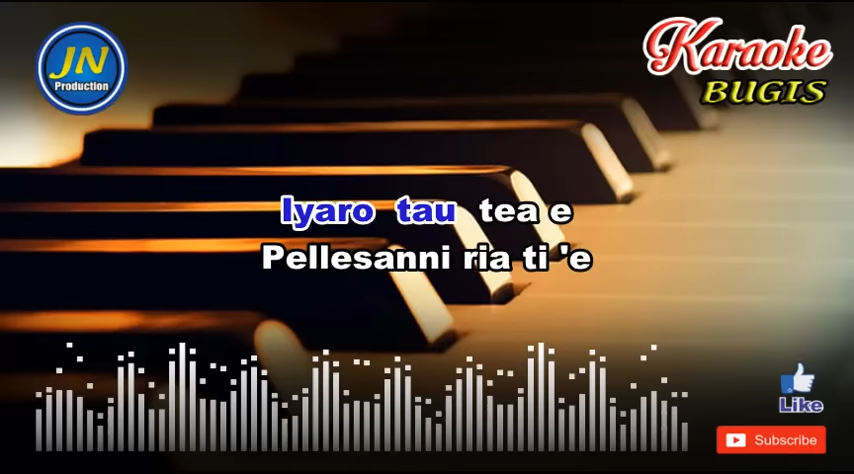 JN
Production
Karaoke
BUGIS
Iyaro tau tea e
Pellesanni ria ti 'e
Like
Subscribe